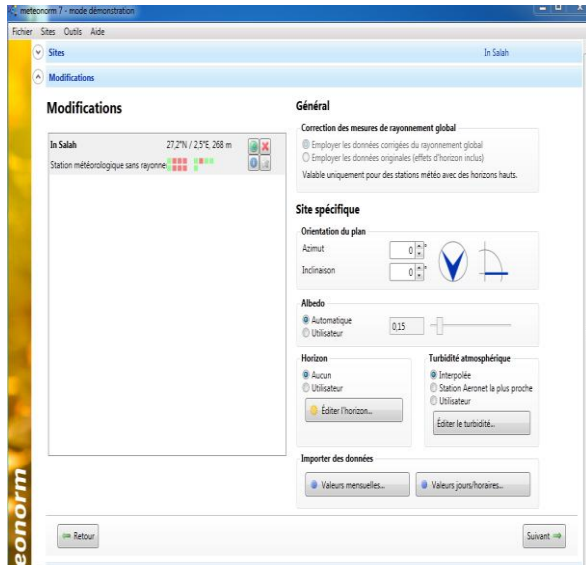 meteonorm 7 - mode démonstration
Fichier Sites Outils Aide
Sites In Salah
Modifications
Modifications
In Salah 27,2°N / 2,5°E, 268 m
Station météorologique sans rayonne
Général
Correction des mesures de rayonnement global
Employer les données corrigées du rayonnement global
Employer les données originales (effets d'horizon inclus)
Valable uniquement pour des stations météo avec des horizons hauts.
Site spécifique
Orientation du plan
Azimut 0 °
Inclinaison 0 °
Albedo
Automatique
Utilisateur
0,15
Horizon
Aucun
Utilisateur
Éditer l'horizon...
Turbidité atmosphérique
Interpolée
Station Aeronet la plus proche
Utilisateur
Éditer le turbidité...
Importer des données
Valeurs mensuelles...
Valeurs jours/horaires...
Retour
Suivant
eonorm